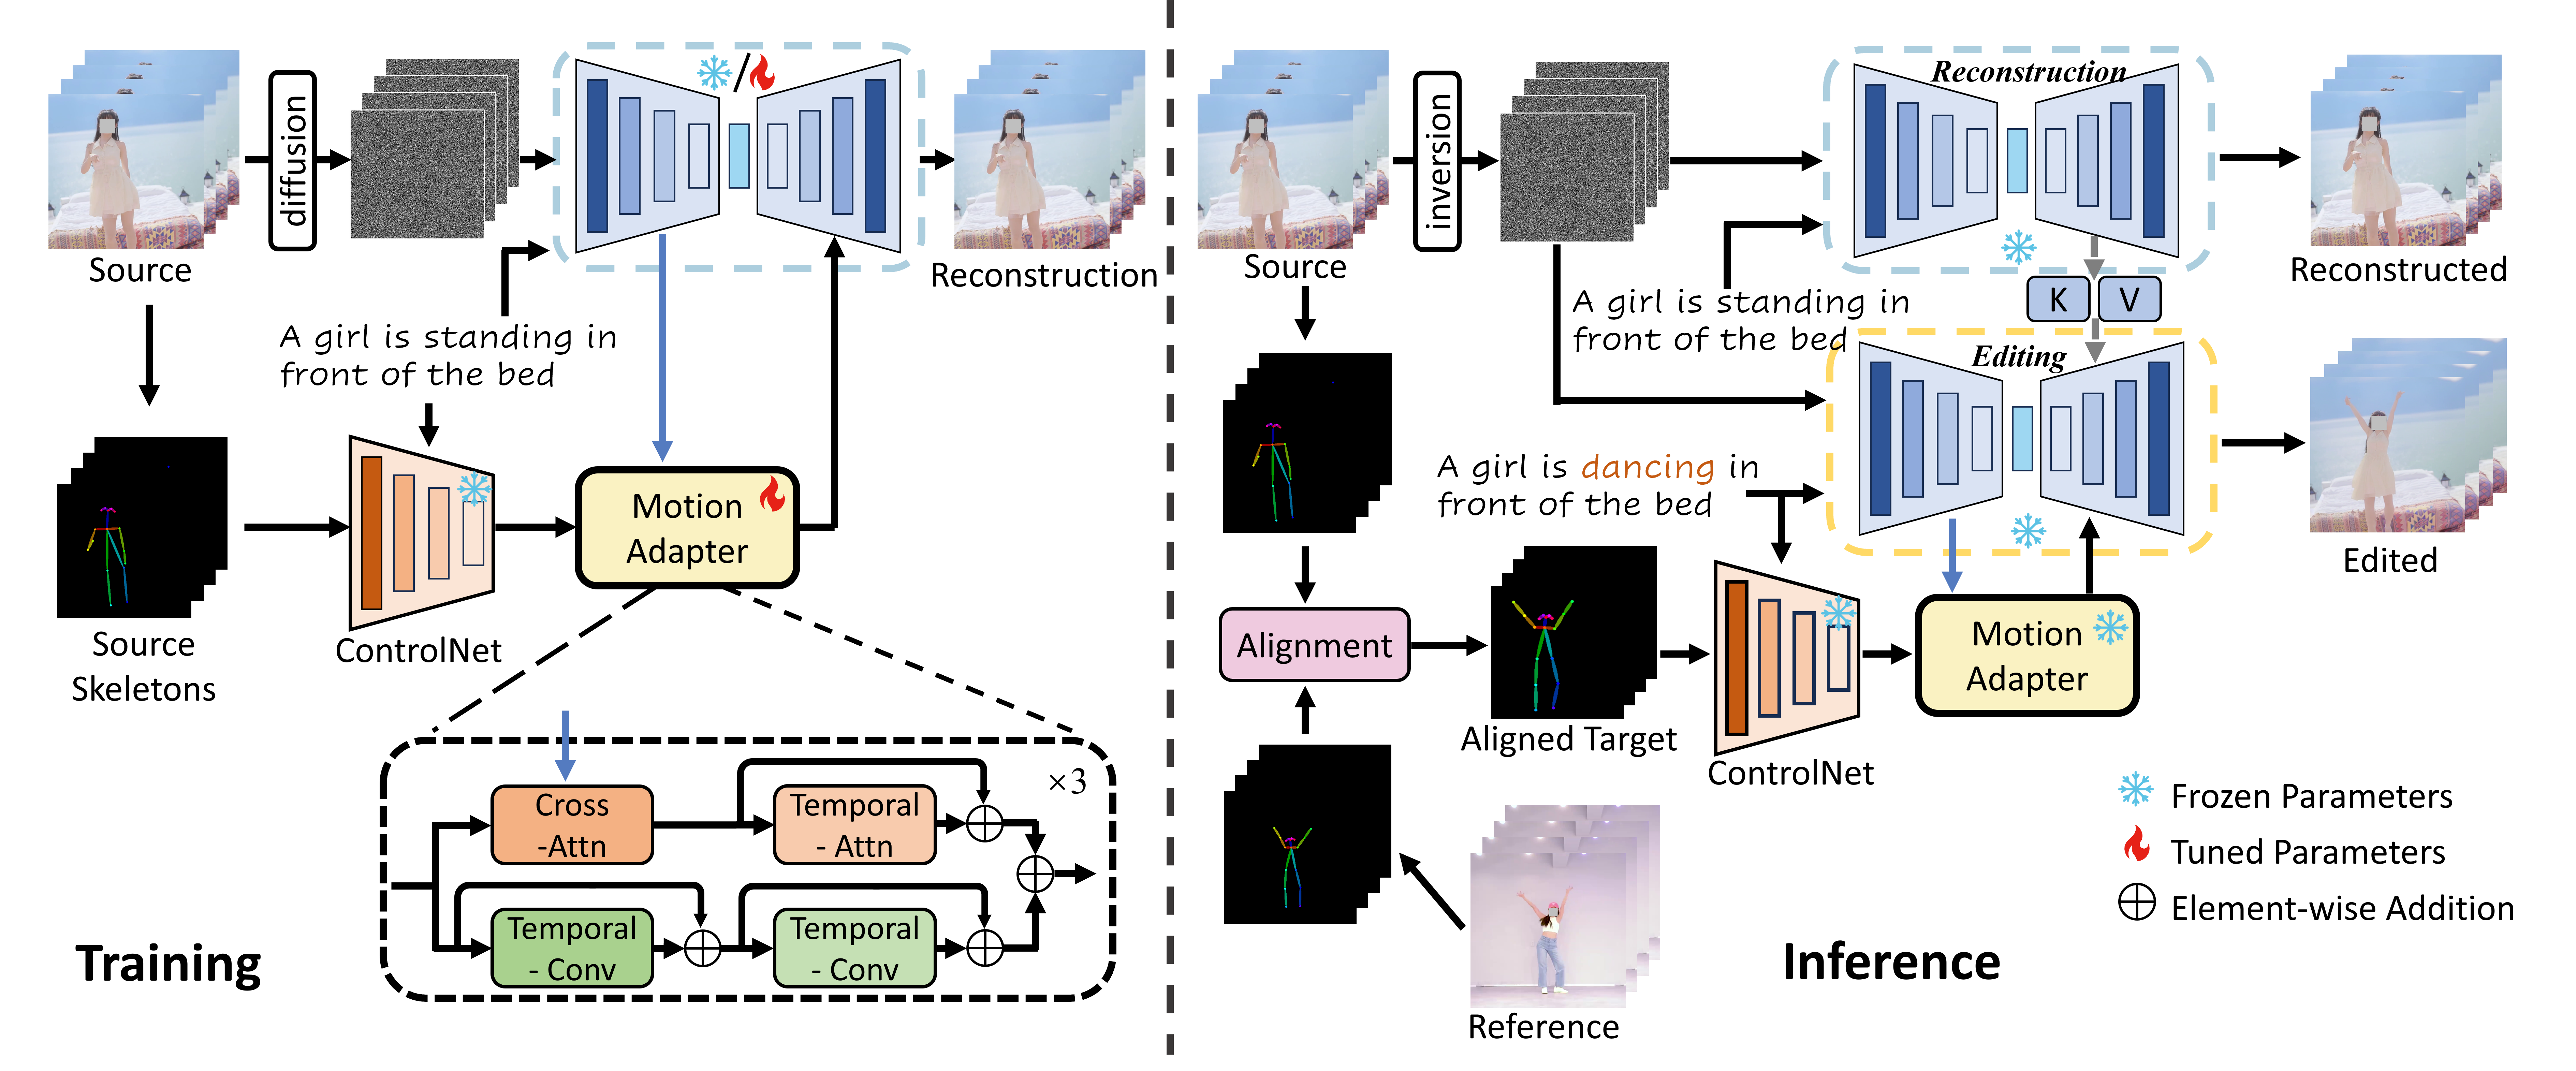 Source
diffusion
/
Reconstruction
A girl is standing in
front of the bed
Source
Skeletons
ControlNet
Motion
Adapter
×3
Cross
-Attn
Temporal
- Attn
Temporal
- Conv
Temporal
- Conv
Training
Source
inversion
Reconstruction
Reconstructed
K
V
A girl is standing in
front of the bed
Editing
Edited
A girl is dancing in
front of the bed
Alignment
Aligned Target
ControlNet
Motion
Adapter
Reference
Frozen Parameters
Tuned Parameters
Element-wise Addition
Inference